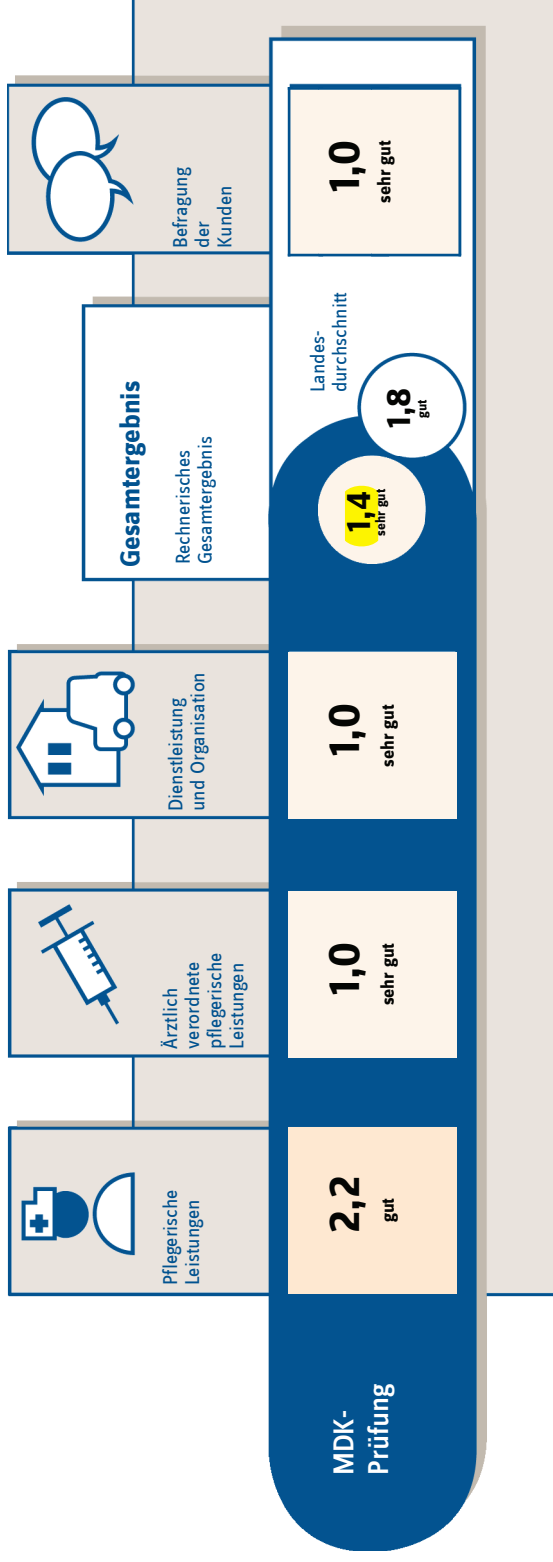 Pflegerische
Leistungen
Ärztlich
verordnete
pflegerische
Leistungen
Dienstleistung
und Organisation
Gesamtergebnis
Rechnerisches
Gesamtergebnis
Befragung
der
Kunden
MDK-
Prüfung
2,2
gut
1,0
sehr gut
1,0
sehr gut
1,4
sehr gut
Landes-
durchschnitt
1,8
gut
1,0
sehr gut